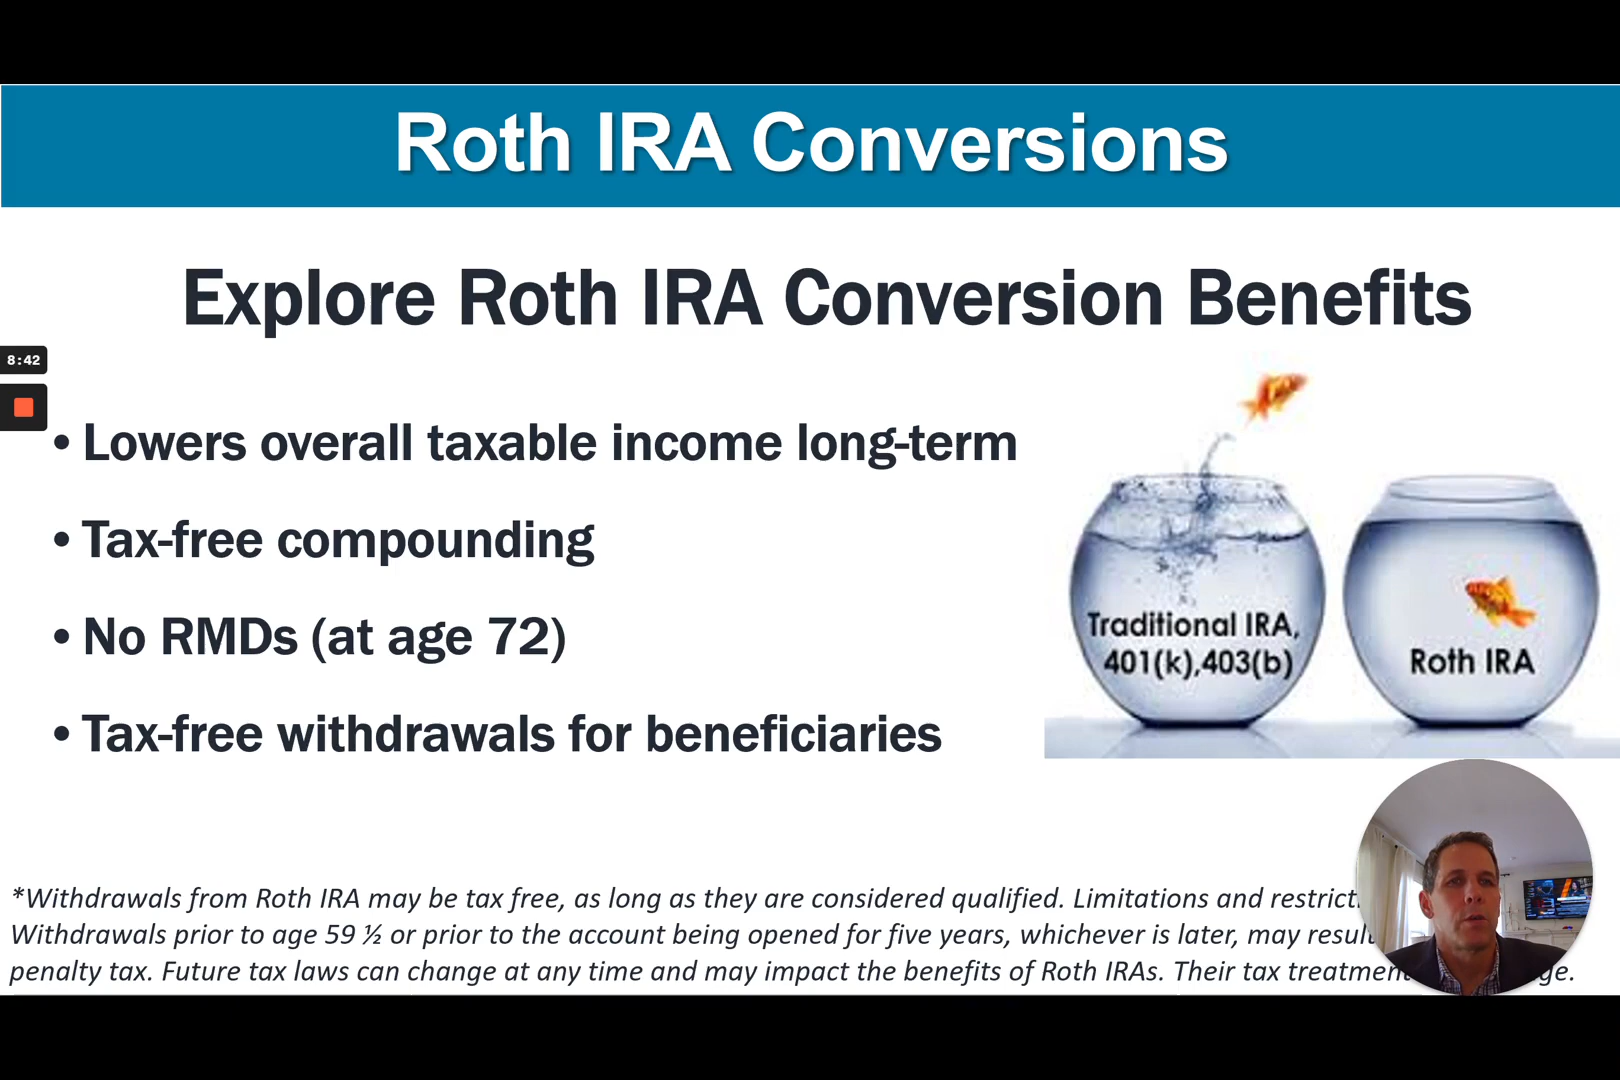 Roth IRA Conversions
Explore Roth IRA Conversion Benefits
8:42
• Lowers overall taxable income long-term
• Tax-free compounding
• No RMDs (at age 72)
• Tax-free withdrawals for beneficiaries
Traditional IRA,
401(k),403(b)
Roth IRA
*Withdrawals from Roth IRA may be tax free, as long as they are considered qualified. Limitations and
Withdrawals prior to age 59 ½ or prior to the account being opened for five years, whichever is later, may
penalty tax. Future tax laws can change at any time and may impact the benefits of Roth IRAs. Their tax